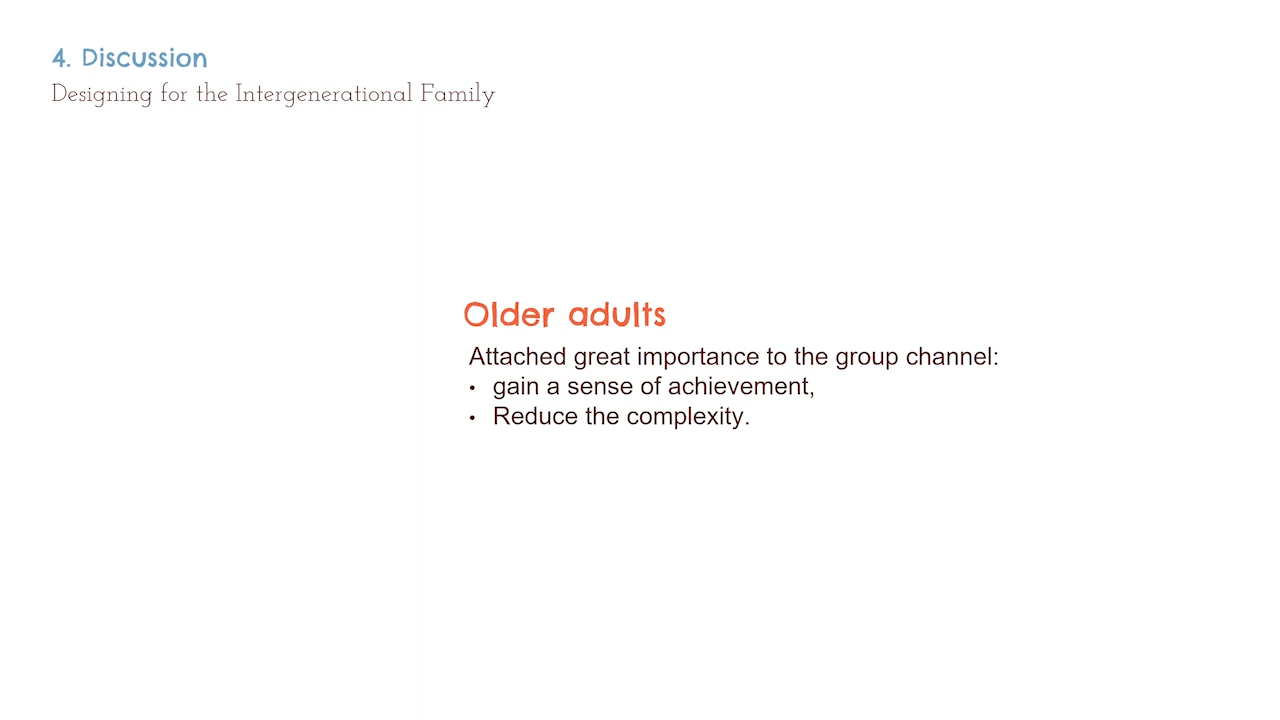 4. Discussion
Designing for the Intergenerational Family
Older adults
Attached great importance to the group channel:
• gain a sense of achievement,
• Reduce the complexity.